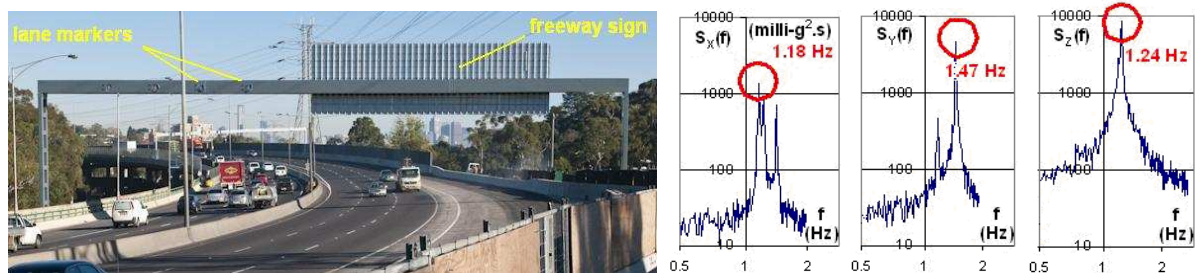 lane markers
freeway sign
10000
S_X(f)
(milli-g².s)
1.18 Hz
1000
100
f
(Hz)
10
0.5
1
2
10000
S_Y(f)
1.47 Hz
1000
100
f
(Hz)
10
0.5
1
2
10000
S_Z(f)
1.24 Hz
1000
100
f
(Hz)
10
0.5
1
2